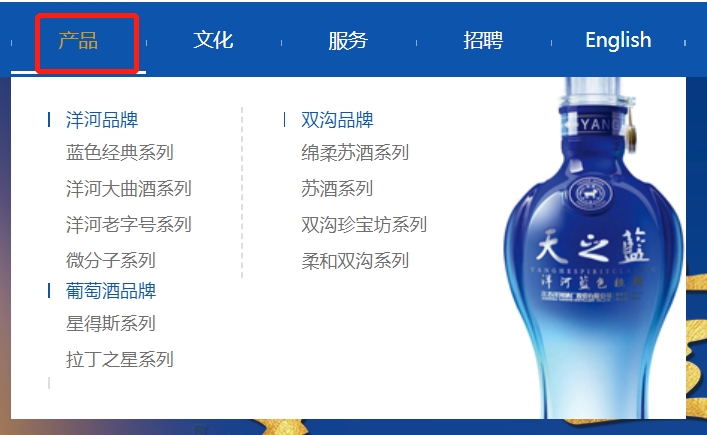 产品
文化
服务
招聘
English
洋河品牌
蓝色经典系列
洋河大曲酒系列
洋河老字号系列
微分子系列
葡萄酒品牌
星得斯系列
拉丁之星系列
双沟品牌
绵柔苏酒系列
苏酒系列
双沟珍宝坊系列
柔和双沟系列
YANG
天之藍
洋河藍色經典